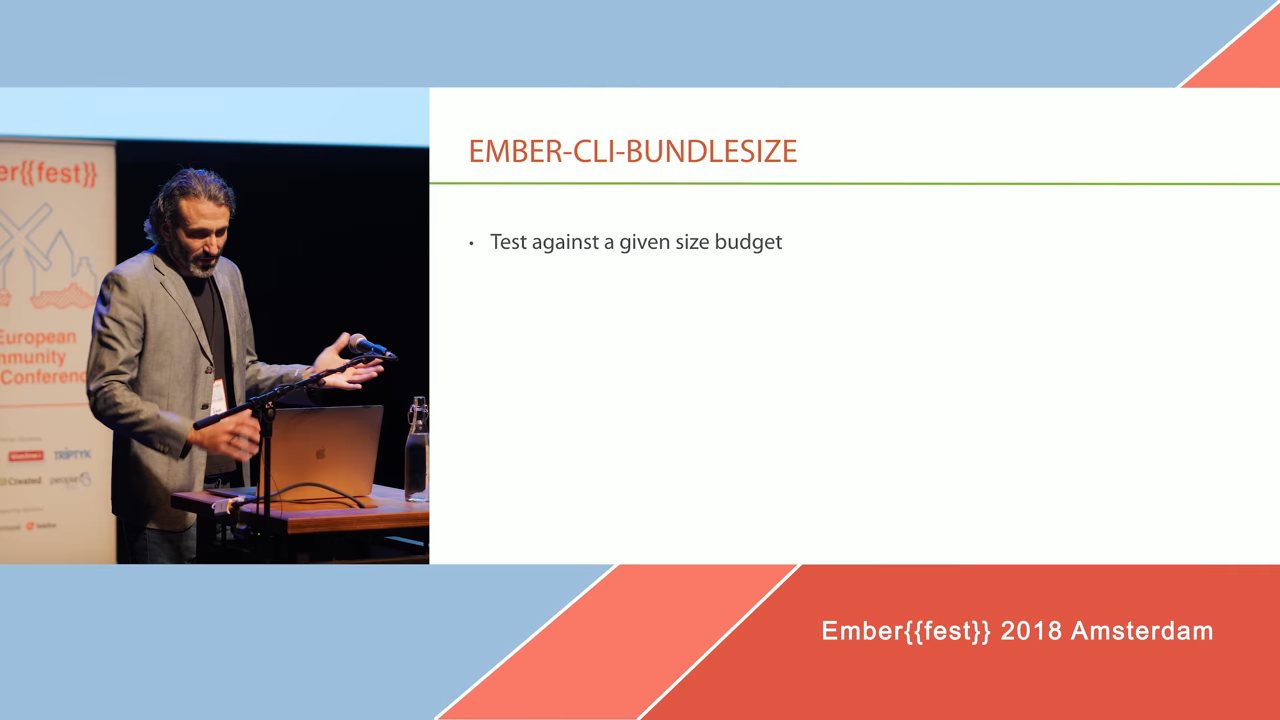 EMBER-CLI-BUNDLESIZE
• Test against a given size budget
er{{fest}}
European
mmunity
Conferenc
TRIPTYK
Created
people
Ember{{fest}} 2018 Amsterdam